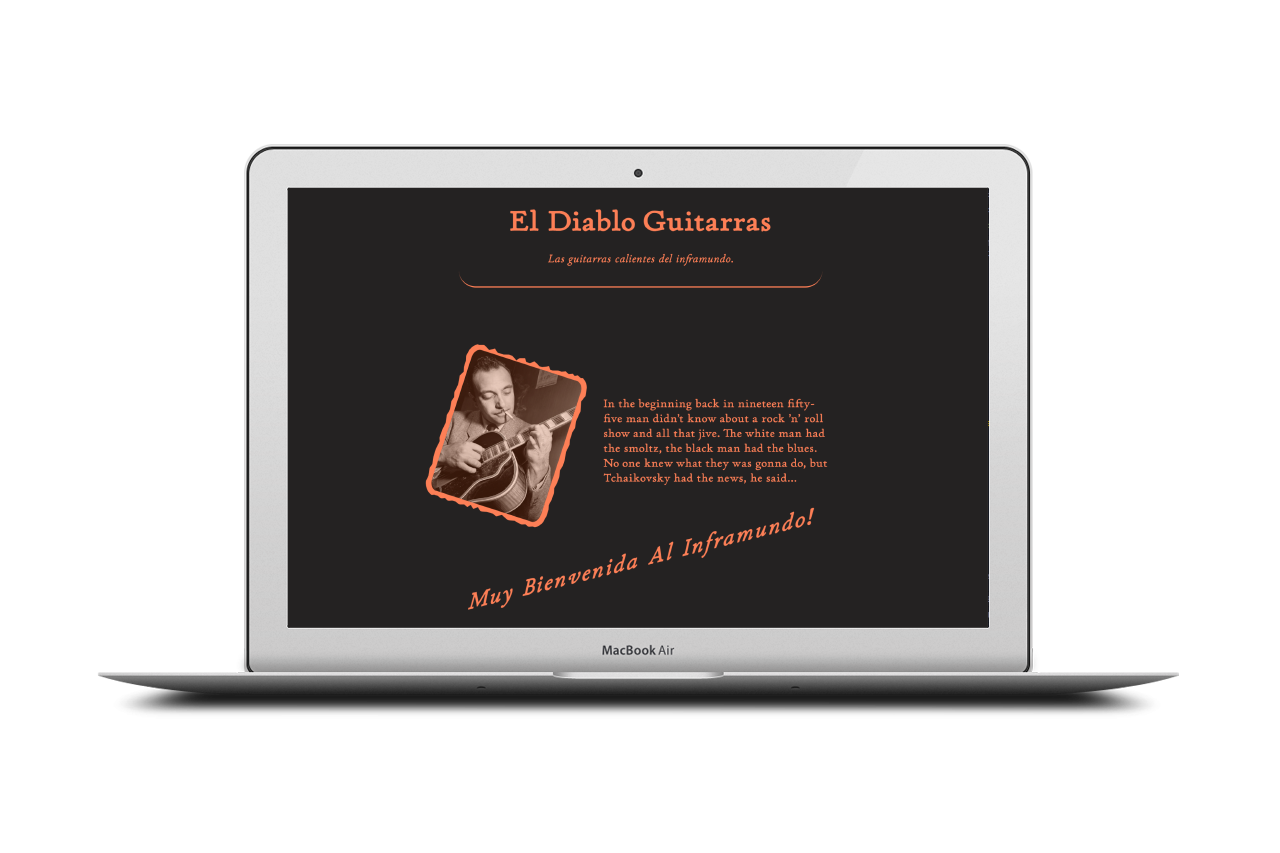 El Diablo Guitarras
Las guitarras calientes del inframundo.
In the beginning back in nineteen fifty-
five man didn't know about a rock 'n' roll
show and all that jive. The white man had
the smoltz, the black man had the blues.
No one knew what they was gonna do, but
Tchaikovsky had the news, he said...
Muy Bienvenida Al Inframundo!
MacBook Air